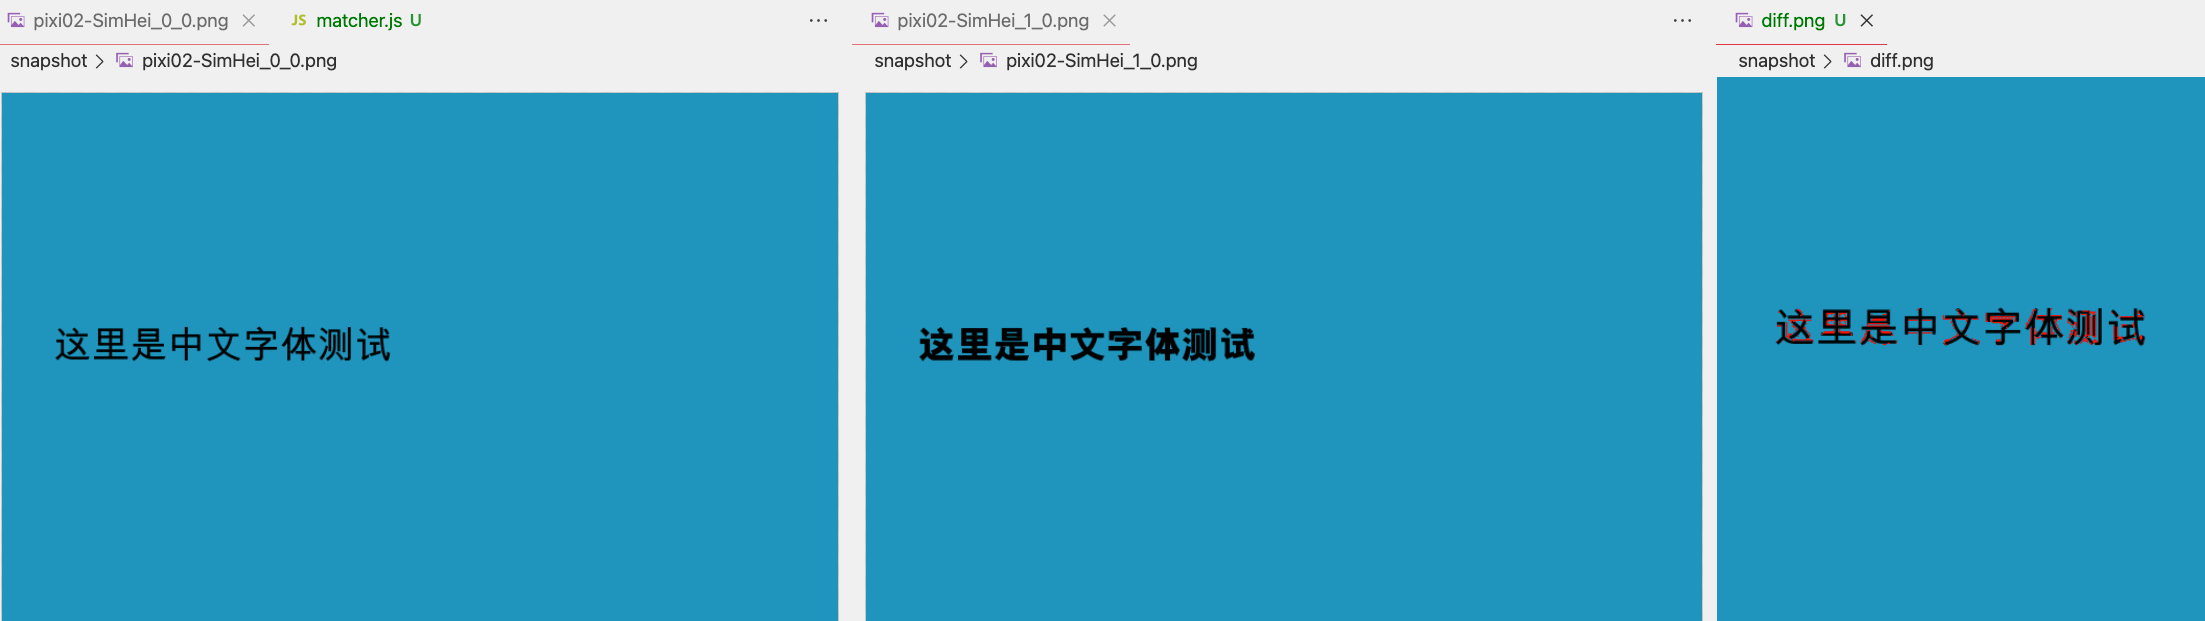 pixi02-SimHei_0_0.png
JS matcher.js U
snapshot > pixi02-SimHei_0_0.png
这里是中文字体测试
pixi02-SimHei_1_0.png
snapshot > pixi02-SimHei_1_0.png
这里是中文字体测试
diff.png U
snapshot > diff.png
这里是中文字体测试